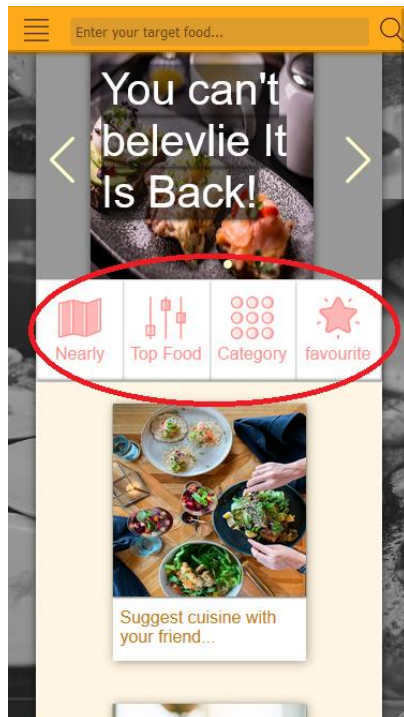 Enter your target food...
You can't
belevlie It
Is Back!
Nearly Top Food Category favourite
Suggest cuisine with
your friend...